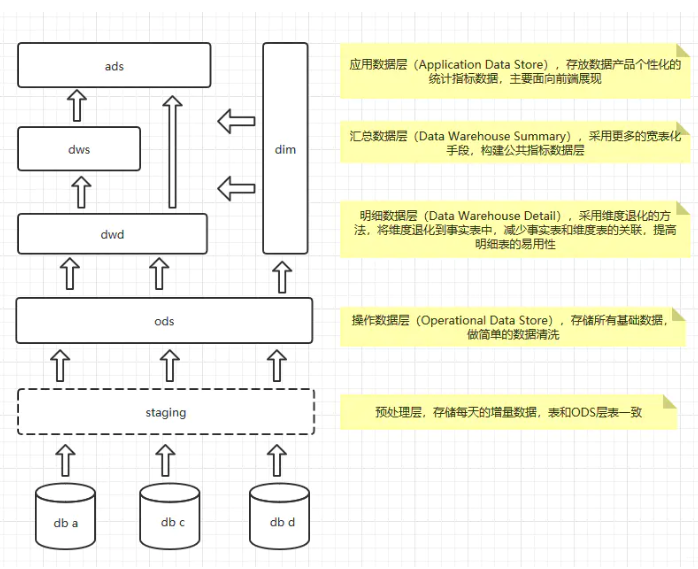 ads
应用数据层（Application Data Store），存放数据产品个性化的
统计指标数据，主要面向前端展现
dws
dim
汇总数据层（Data Warehouse Summary），采用更多的宽表化
手段，构建公共指标数据层
dwd
明细数据层（Data Warehouse Detail），采用维度退化的方
法，将维度退化到事实表中，减少事实表和维度表的关联，提高
明细表的易用性
ods
操作数据层（Operational Data Store），存储所有基础数据，
做简单的数据清洗
staging
预处理层，存储每天的增量数据，表和ODS层表一致
db a
db c
db d